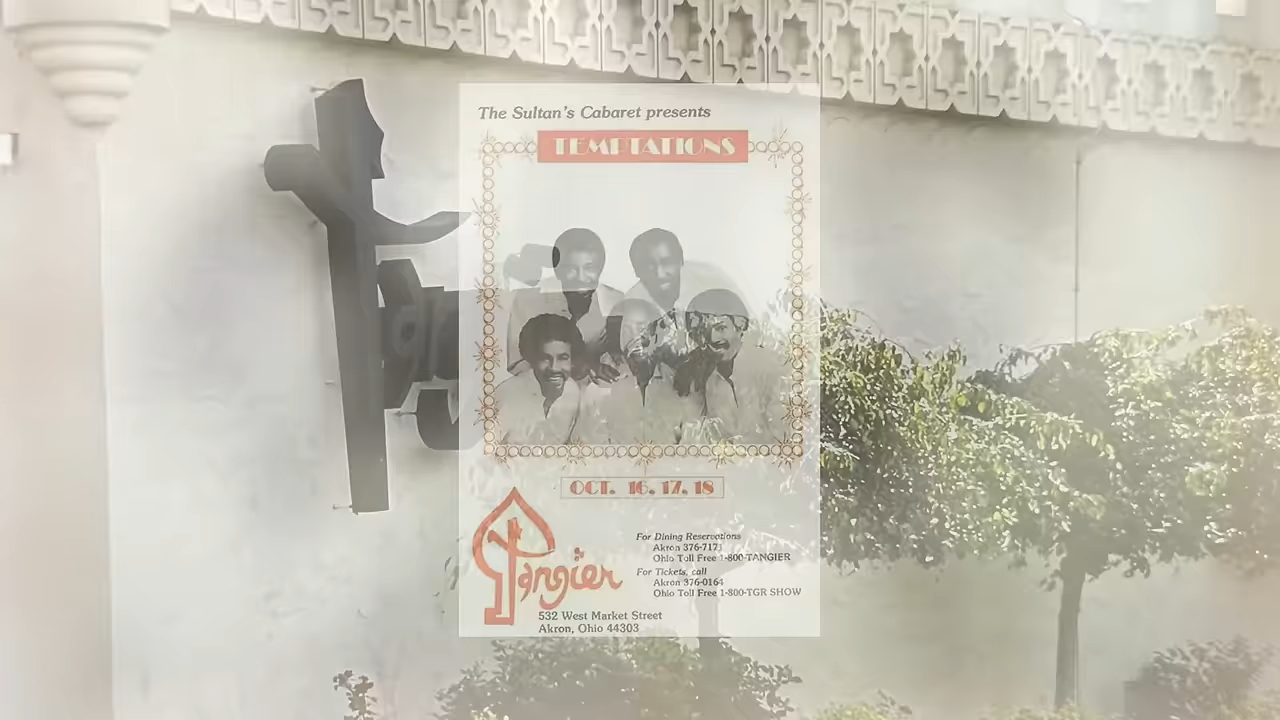 The Sultan's Cabaret presents
TEMPTATIONS
OCT. 16, 17, 18
For Dining Reservations
Akron 376-7171
Ohio Toll Free 1-800-TANGIER
For Tickets, call
Akron 376-0164
Ohio Toll Free 1-800-TGR SHOW
Tangier
532 West Market Street
Akron, Ohio 44303